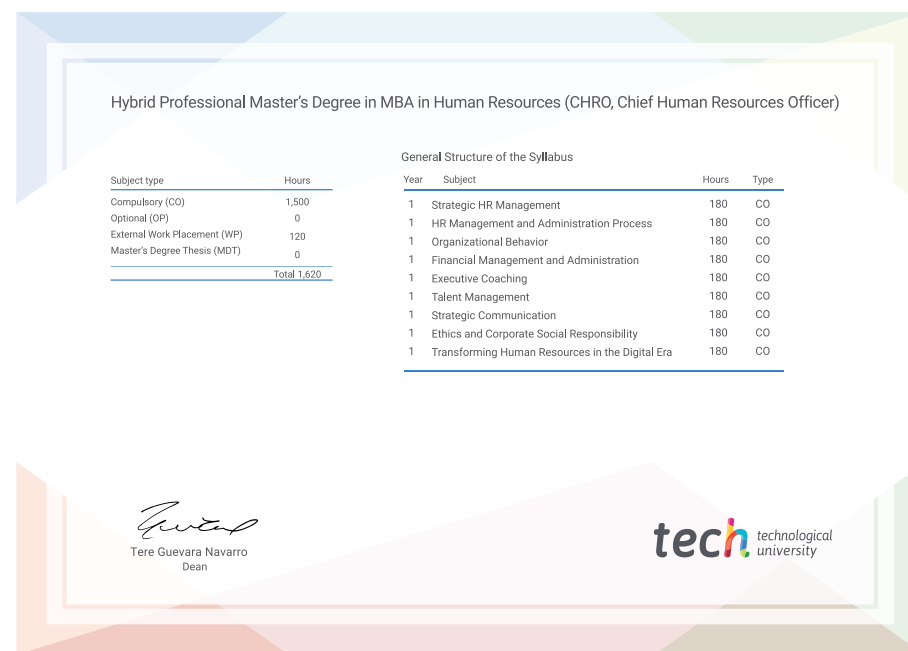 Hybrid Professional Master's Degree in MBA in Human Resources (CHRO, Chief Human Resources Officer)
Subject type Hours
Compulsory (CO) 1,500
Optional (OP) 0
External Work Placement (WP) 120
Master's Degree Thesis (MDT) 0
Total 1,620
General Structure of the Syllabus
Year Subject Hours Type
1 Strategic HR Management 180 CO
1 HR Management and Administration Process 180 CO
1 Organizational Behavior 180 CO
1 Financial Management and Administration 180 CO
1 Executive Coaching 180 CO
1 Talent Management 180 CO
1 Strategic Communication 180 CO
1 Ethics and Corporate Social Responsibility 180 CO
1 Transforming Human Resources in the Digital Era 180 CO
Tere Guevara Navarro
Dean
tech technological
university